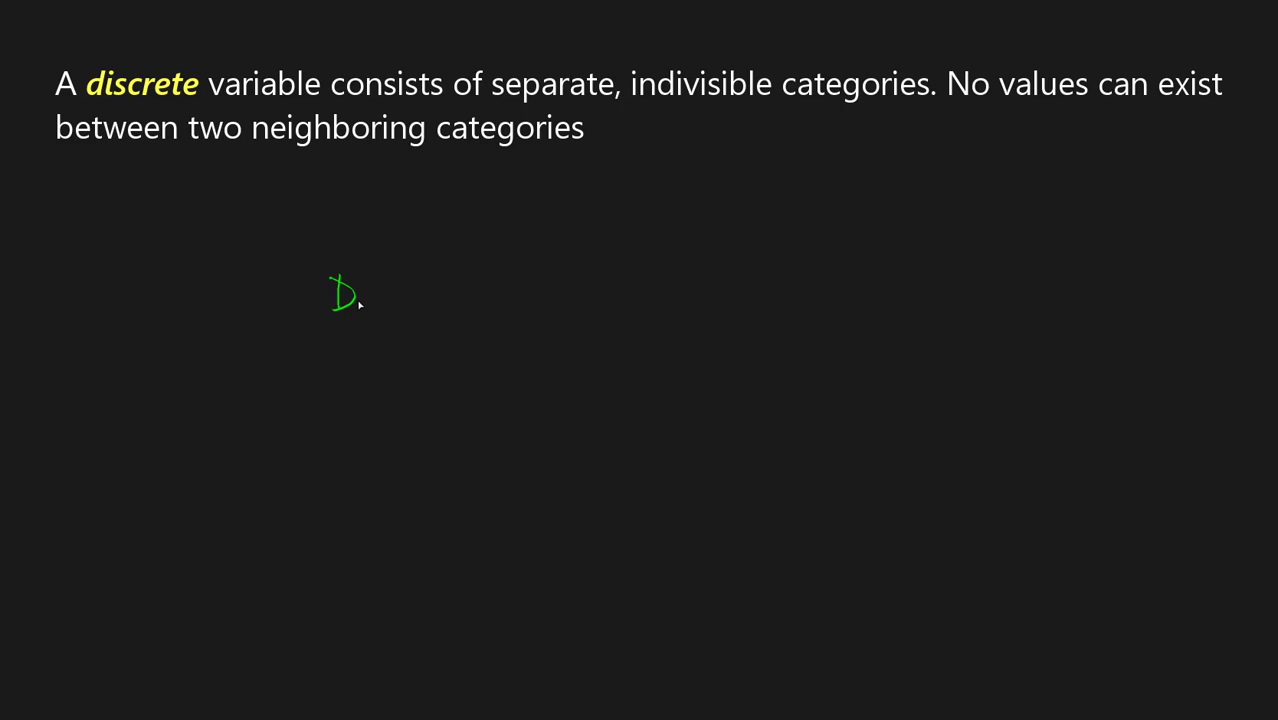 A discrete variable consists of separate, indivisible categories. No values can exist
between two neighboring categories
D